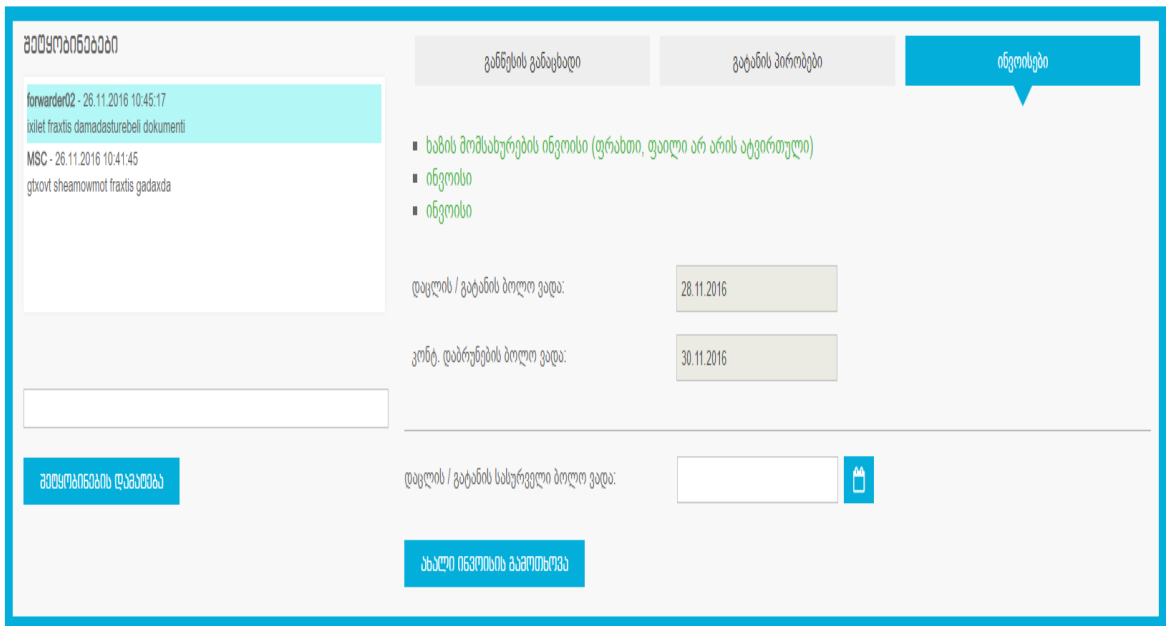 შეტყობინებები
forwarder02 - 26.11.2016 10:45:17
ixilet fraxtis damadasturebeli dokumenti
MSC - 26.11.2016 10:41:45
gtxovt sheamowmot fraxtis gadaxda
შეტყობინების დამატება
განწესის განაცხადი
გატანის პირობები
ინვოისები
ხაზის მომსახურების ინვოისი (ფრახთი, ფაილი არ არის ატვირთული)
ინვოისი
ინვოისი
დაცლის / გატანის ბოლო ვადა: 28.11.2016
კონტ. დაბრუნების ბოლო ვადა: 30.11.2016
დაცლის / გატანის სასურველი ბოლო ვადა:
ახალი ინვოისის გამოთხოვა